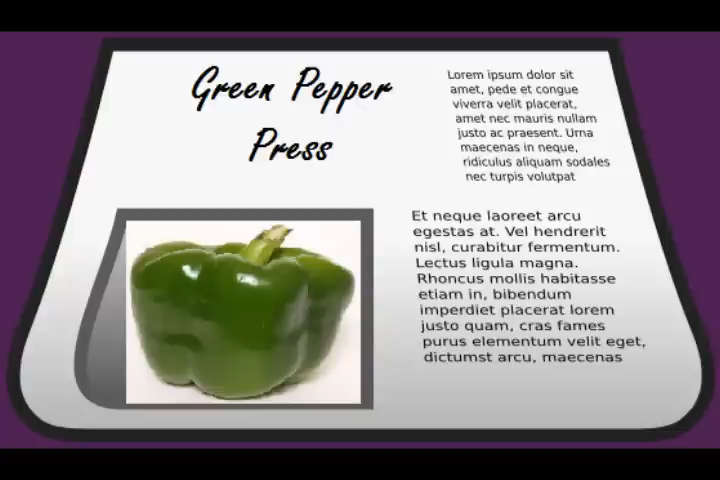 Green Pepper
Press
Lorem ipsum dolor sit
amet, pede et congue
viverra velit placerat,
amet nec mauris nullam
justo ac praesent. Urna
maecenas in neque,
ridiculus aliquam sodales
nec turpis volutpat
Et neque laoreet arcu
egestas at. Vel hendrerit
nisl, curabitur fermentum.
Lectus ligula magna.
Rhoncus mollis habitasse
etiam in, bibendum
imperdiet placerat lorem
justo quam, cras fames
purus elementum velit eget,
dictumst arcu, maecenas